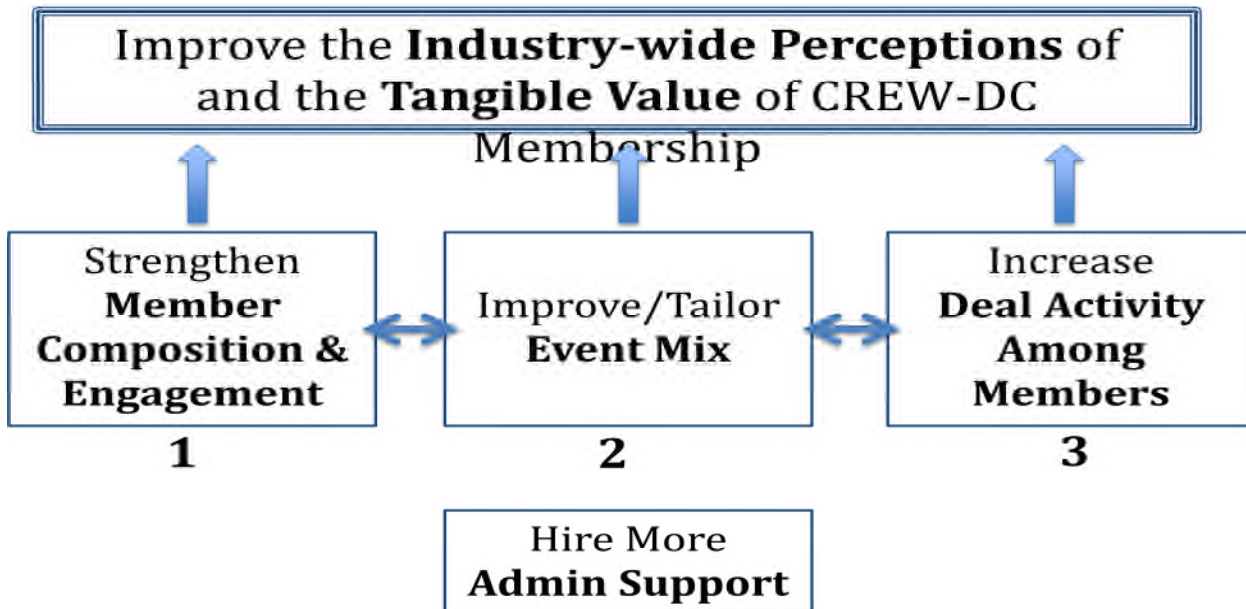 Improve the Industry-wide Perceptions of
and the Tangible Value of CREW-DC
Membership
Strengthen
Member
Composition &
Engagement
1
Improve/Tailor
Event Mix
2
Increase
Deal Activity
Among
Members
3
Hire More
Admin Support